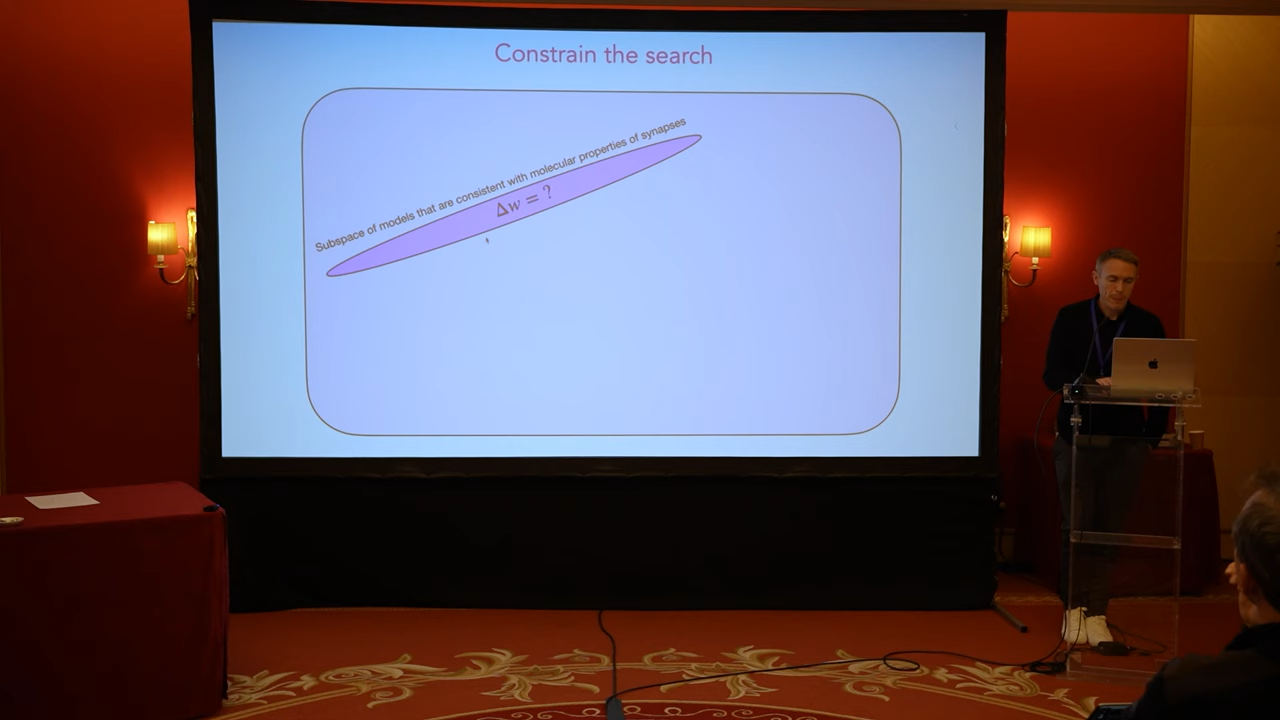 Constrain the search
Subspace of models that are consistent with molecular properties of synapses
Δw = ?